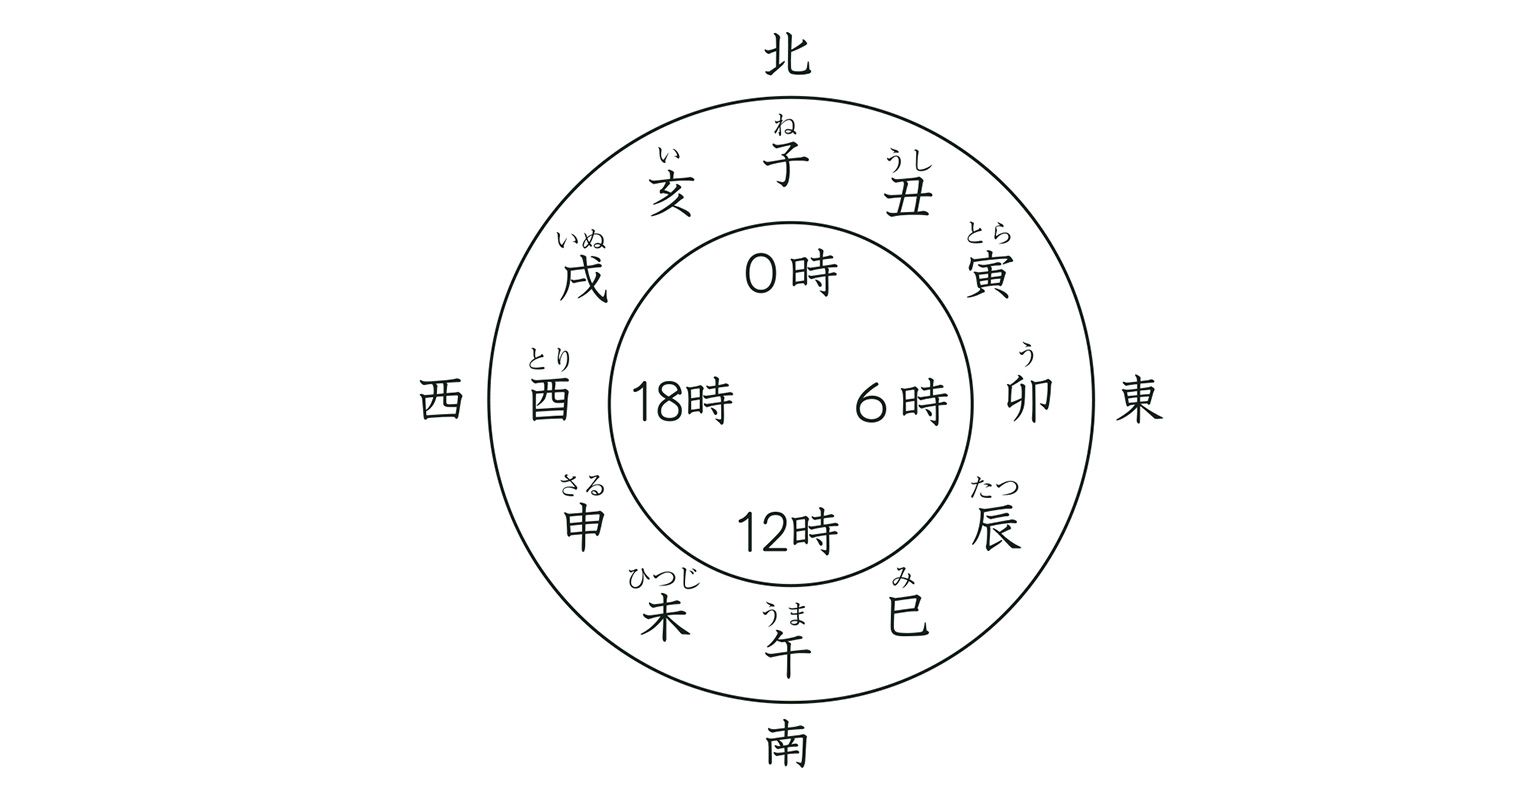 北
ね
子
うし
丑
とら
寅
う
卯
東
たつ
辰
み
巳
うま
午
南
ひつじ
未
さる
申
とり
酉
西
いぬ
戌
い
亥
0時
6時
12時
18時